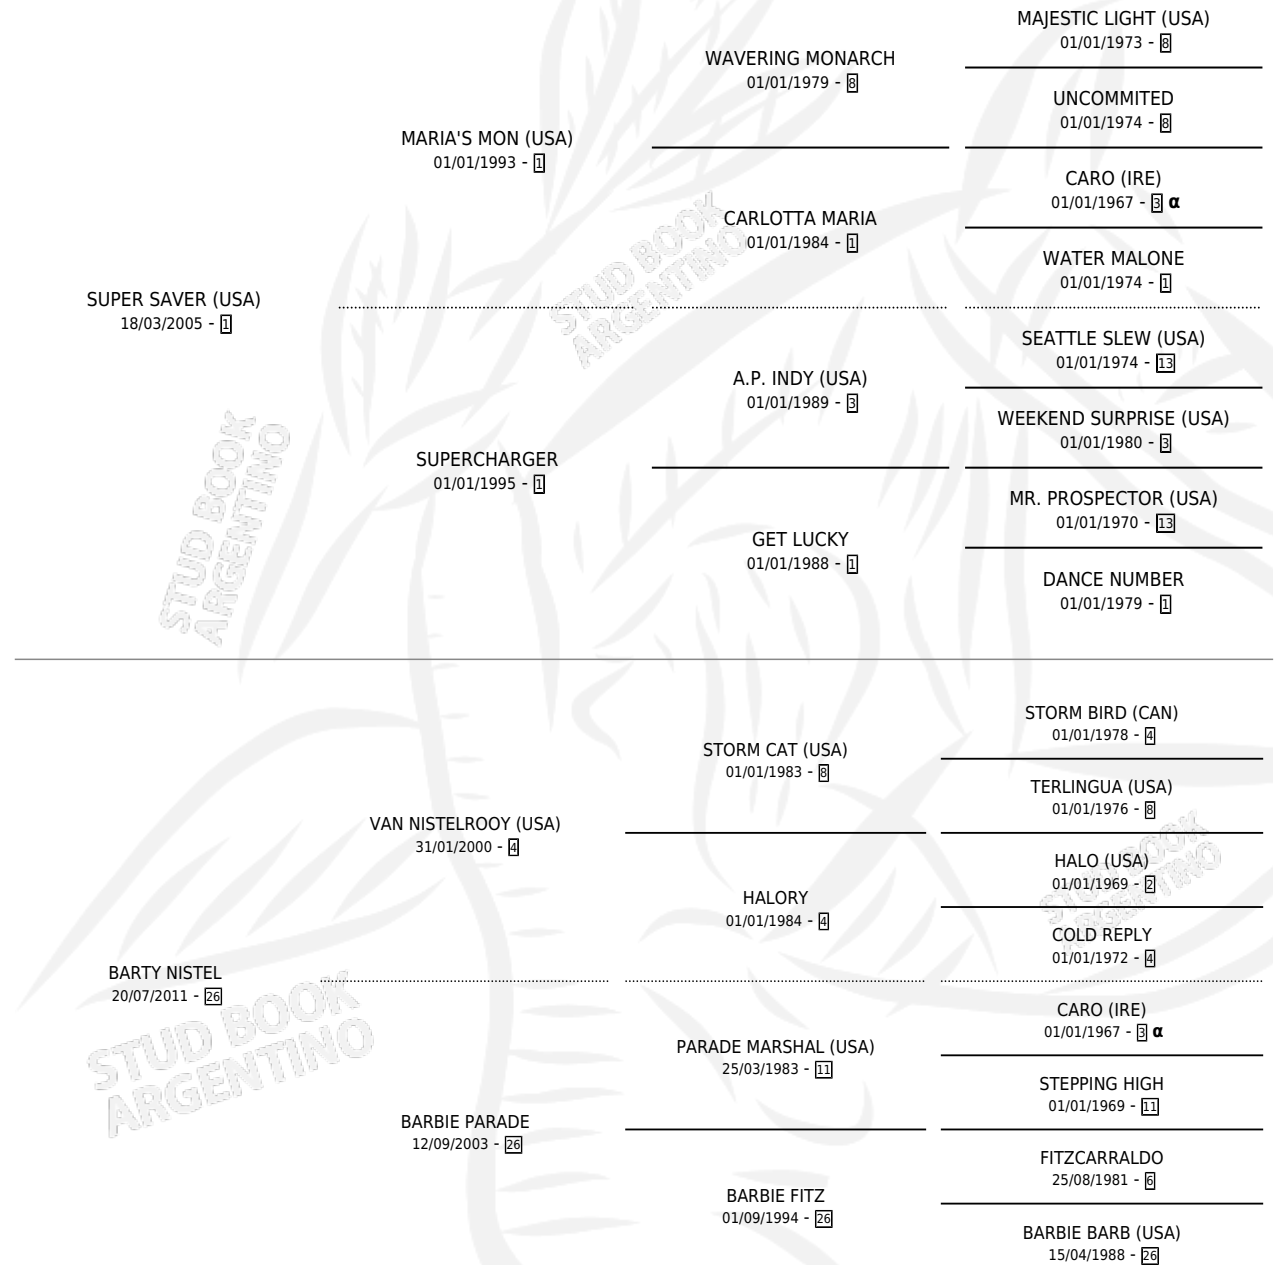 MAJESTIC LIGHT (USA)
01/01/1973 - 8
WAVERING MONARCH
01/01/1979 - 8
UNCOMMITED
01/01/1974 - 8
MARIA'S MON (USA)
01/01/1993 - 1
CARO (IRE)
01/01/1967 - 3 α
CARLOTTA MARIA
01/01/1984 - 1
WATER MALONE
01/01/1974 - 1
SUPER SAVER (USA)
18/03/2005 - 1
SEATTLE SLEW (USA)
01/01/1974 - 13
A.P. INDY (USA)
01/01/1989 - 3
WEEKEND SURPRISE (USA)
01/01/1980 - 3
SUPERCHARGER
01/01/1995 - 1
MR. PROSPECTOR (USA)
01/01/1970 - 13
GET LUCKY
01/01/1988 - 1
DANCE NUMBER
01/01/1979 - 1
STUD BOOK
ARGENTINO
STUD BOOK
ARGENTINO
STORM BIRD (CAN)
01/01/1978 - 4
STORM CAT (USA)
01/01/1983 - 8
TERLINGUA (USA)
01/01/1976 - 8
VAN NISTELROOY (USA)
31/01/2000 - 4
HALO (USA)
01/01/1969 - 2
HALORY
01/01/1984 - 4
COLD REPLY
01/01/1972 - 4
BARTY NISTEL
20/07/2011 - 26
CARO (IRE)
01/01/1967 - 3 α
PARADE MARSHAL (USA)
25/03/1983 - 11
STEPPING HIGH
01/01/1969 - 11
BARBIE PARADE
12/09/2003 - 26
FITZCARRALDO
25/08/1981 - 6
BARBIE FITZ
01/09/1994 - 26
BARBIE BARB (USA)
15/04/1988 - 26
STUD BOOK
ARGENTINO
STUD BOOK
ARGENTINO